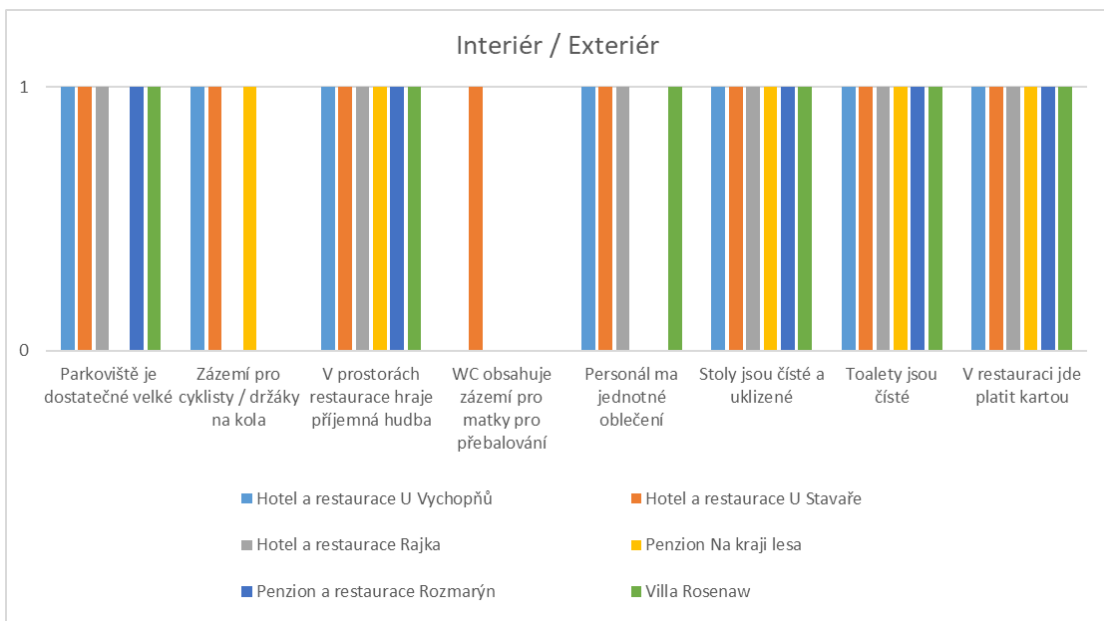 Interiér / Exteriér
1
0
Parkoviště je
dostatečné velké
Zázemí pro
cyklisty / držáky
na kola
V prostorách
restaurace hraje
příjemná hudba
WC obsahuje
zázemí pro
matky pro
přebalování
Personál ma
jednotné
oblečení
Stoly jsou čísté a
uklizené
Toalety jsou
čísté
V restauraci jde
platit kartou
Hotel a restaurace U Vychopňů
Hotel a restaurace U Stavaře
Hotel a restaurace Rajka
Penzion Na kraji lesa
Penzion a restaurace Rozmarýn
Villa Rosenaw